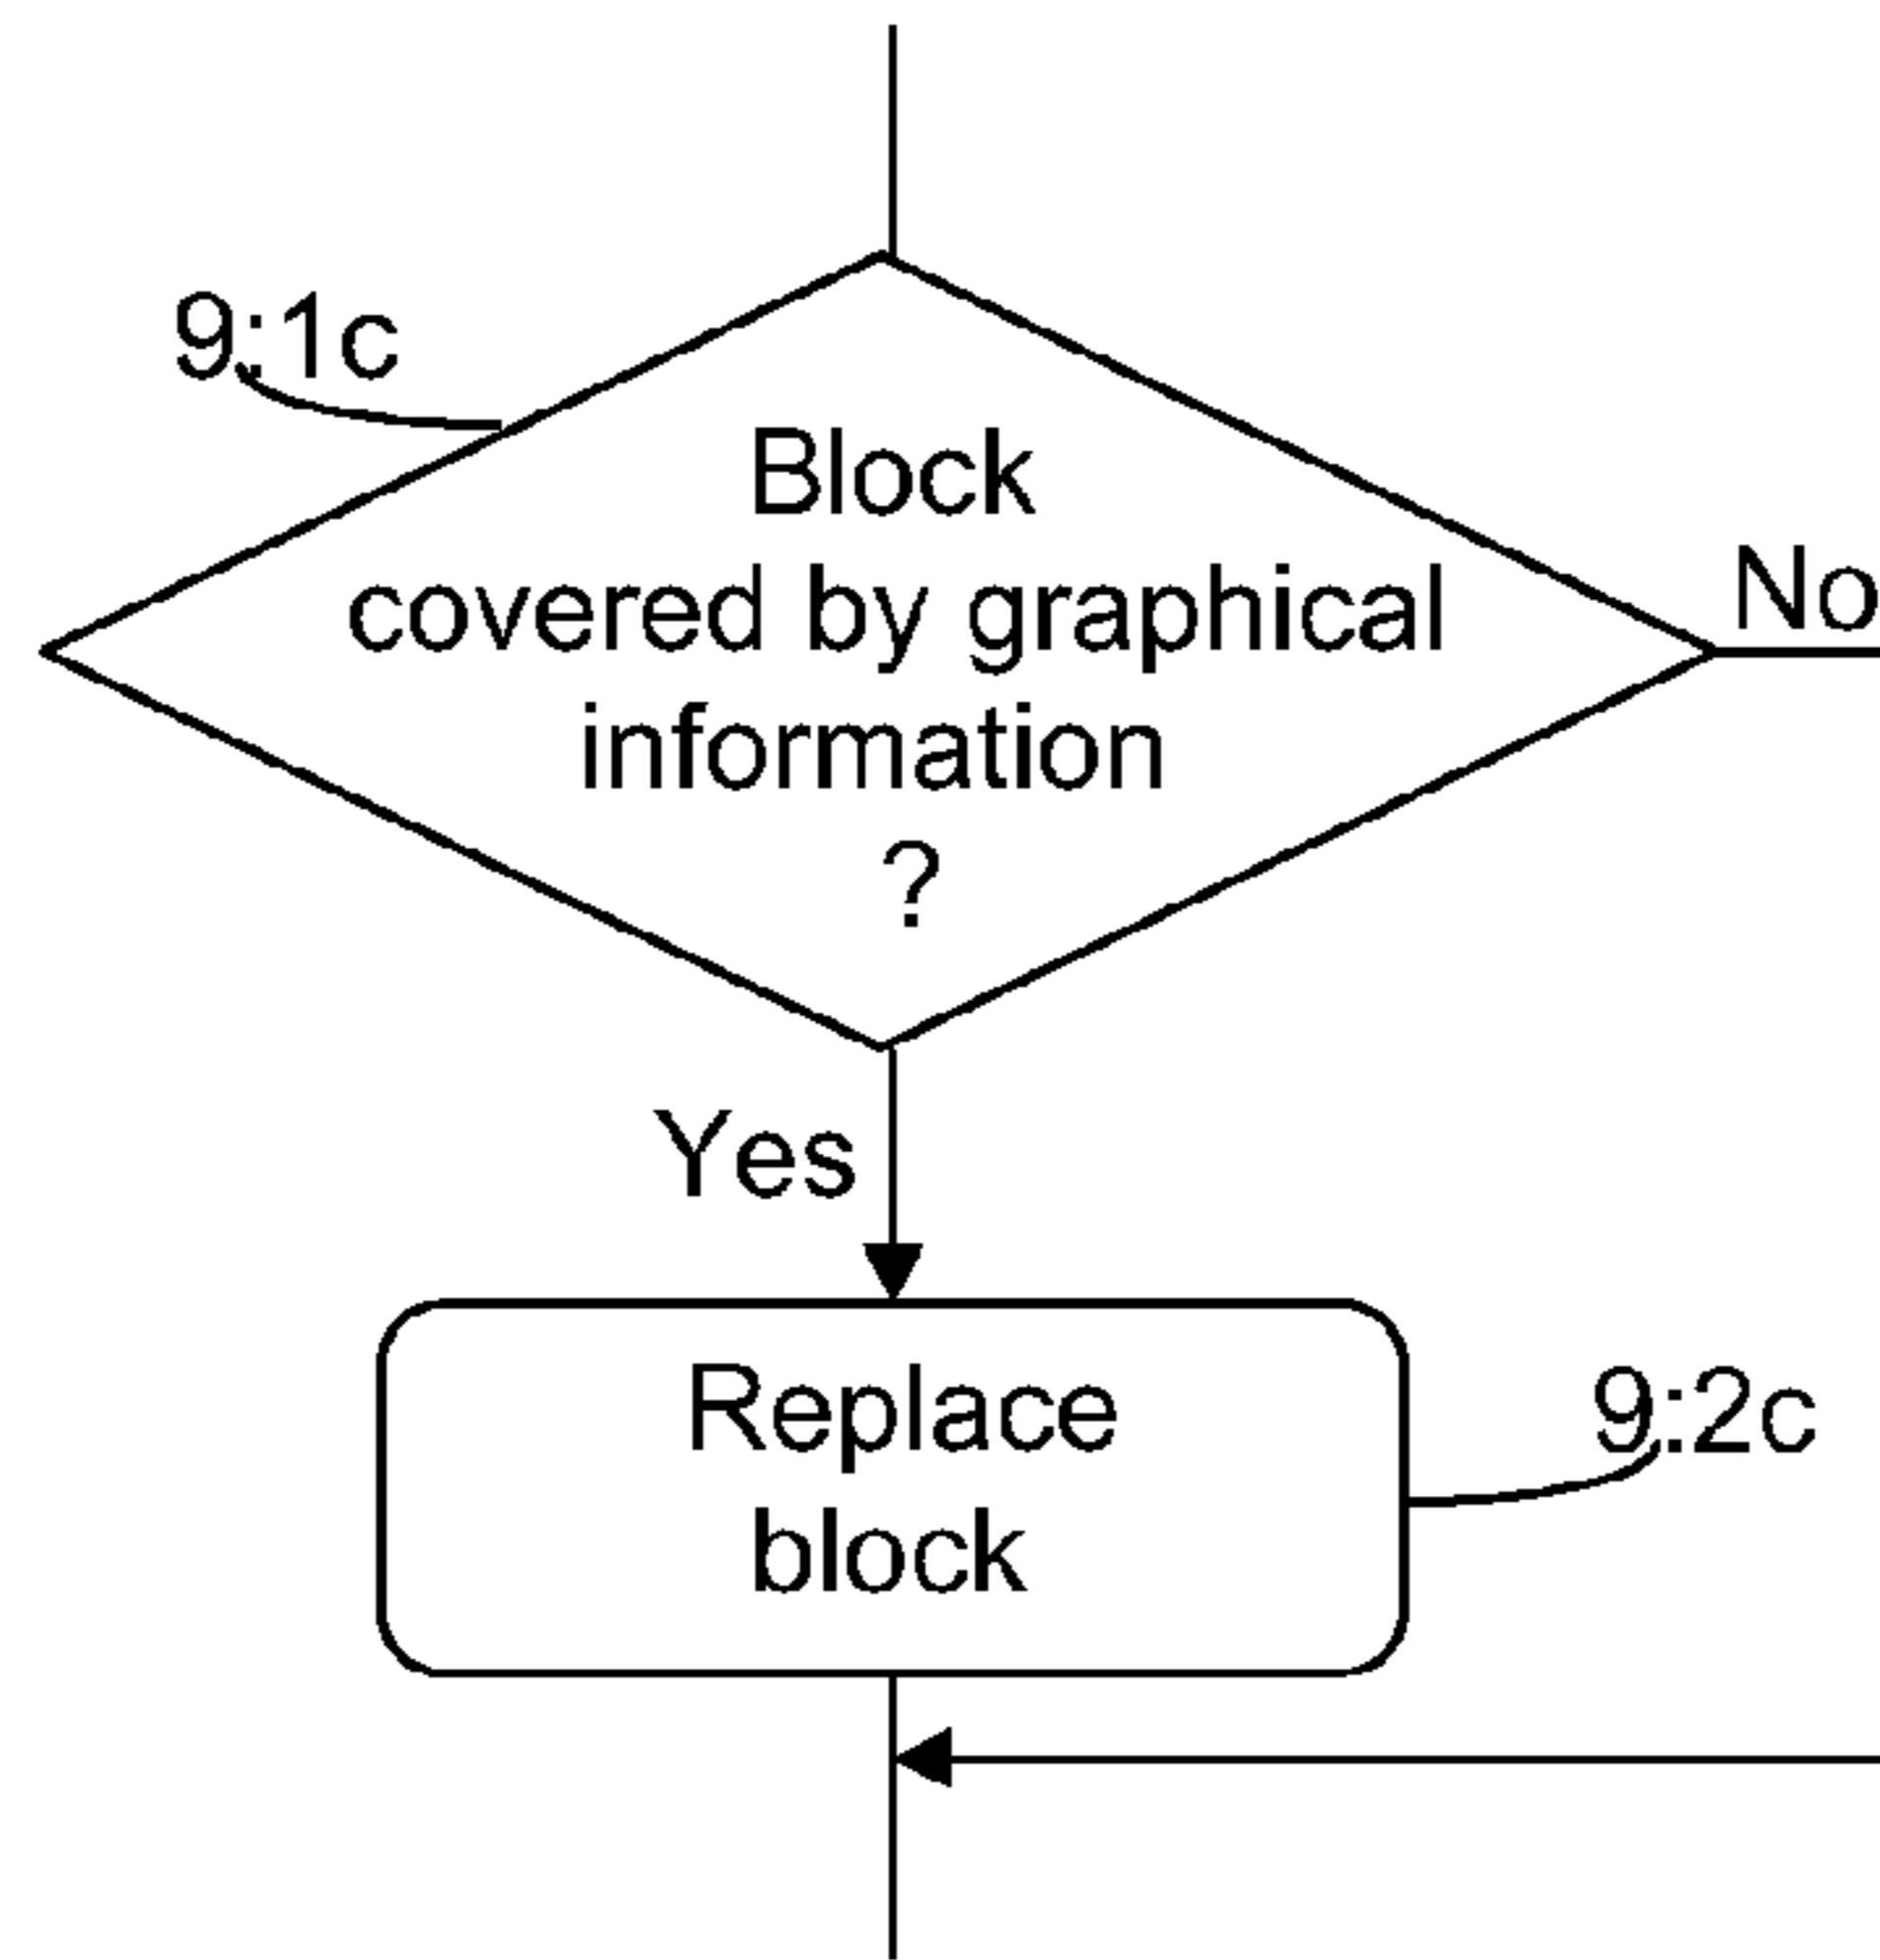 9:1c
Block
covered by graphical
information
?
No
Yes
Replace
block
9:2c